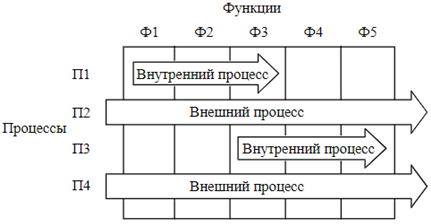 Функции
Ф1 Ф2 Ф3 Ф4 Ф5
П1 Внутренний процесс
П2 Внешний процесс
Процессы
П3 Внутренний процесс
П4 Внешний процесс